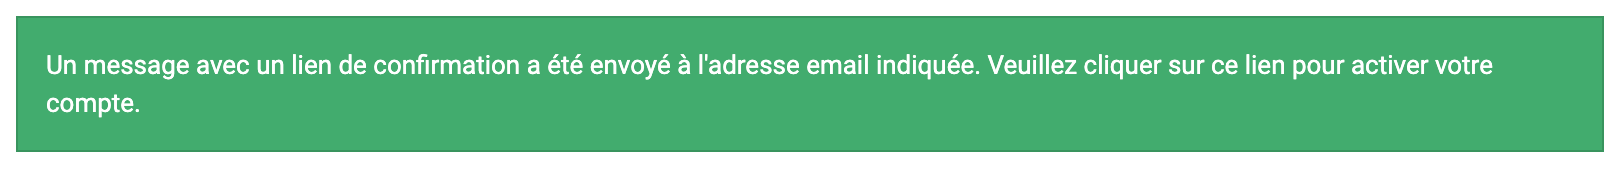 Un message avec un lien de confirmation a été envoyé à l'adresse email indiquée. Veuillez cliquer sur ce lien pour activer votre
compte.